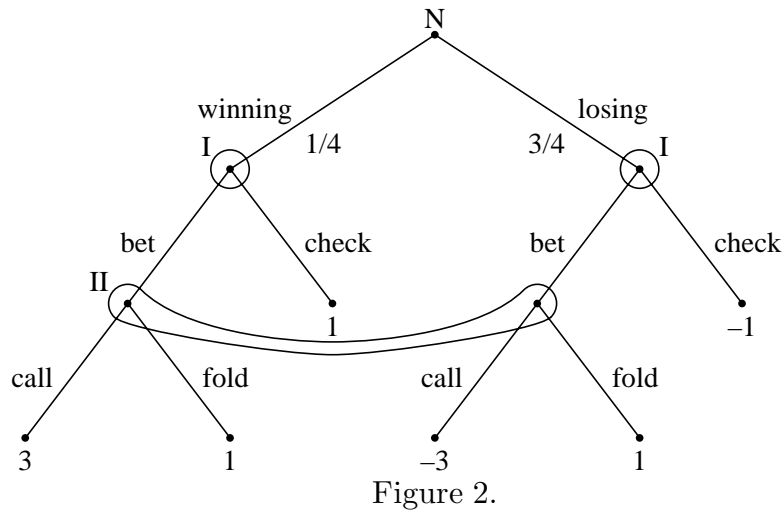 N
winning losing
I 1/4 3/4 I
bet check bet check
II
1 –1
call fold call fold
3 1 –3 1
Figure 2.